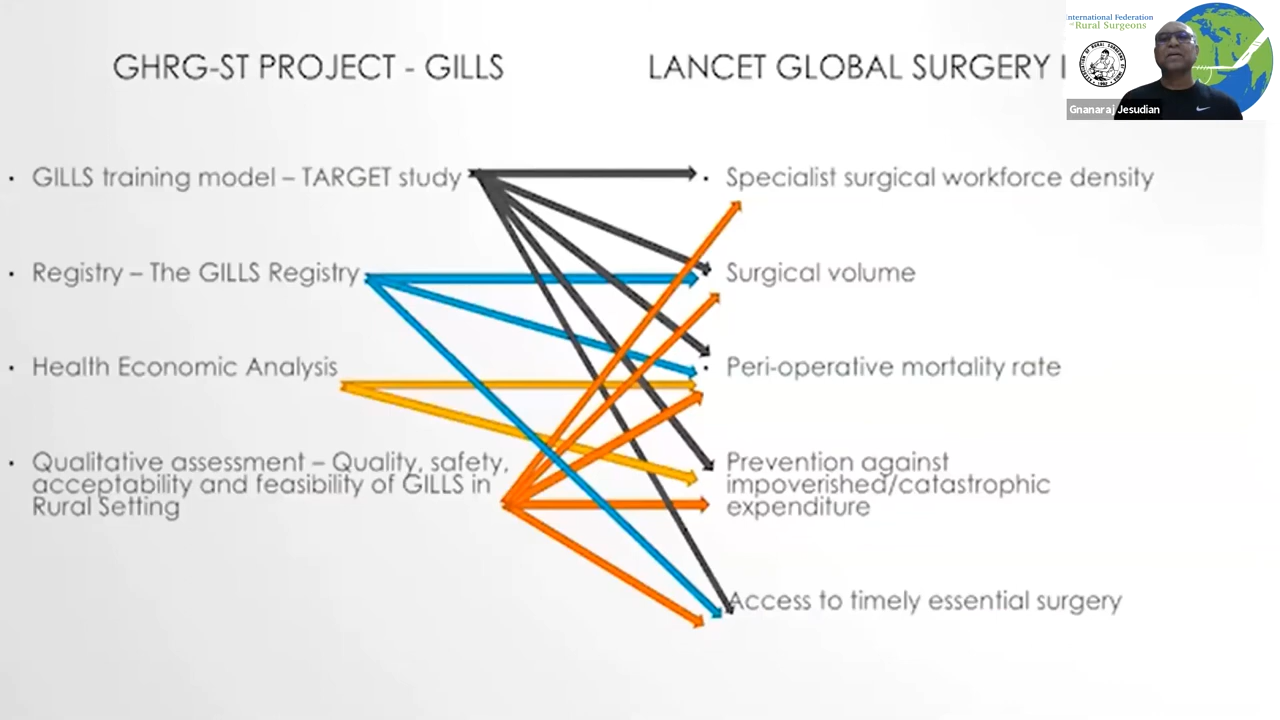 GHRG-ST PROJECT - GILLS
LANCET GLOBAL SURGERY
International Federation
of Rural Surgeons
Gnanaraj Jesudian
GILLS training model – TARGET study
Registry – The GILLS Registry
Health Economic Analysis
Qualitative assessment – Quality, safety,
acceptability and feasibility of GILLS in
Rural Setting
Specialist surgical workforce density
Surgical volume
Peri-operative mortality rate
Prevention against
impoverished/catastrophic
expenditure
Access to timely essential surgery